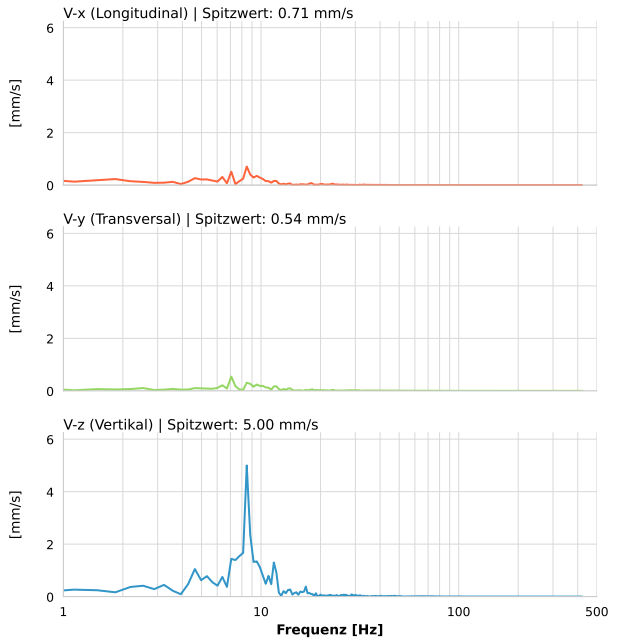 V-x (Longitudinal) | Spitzwert: 0.71 mm/s
6
4
2
0
[mm/s]
V-y (Transversal) | Spitzwert: 0.54 mm/s
6
4
2
0
[mm/s]
V-z (Vertikal) | Spitzwert: 5.00 mm/s
6
4
2
0
[mm/s]
1 10 100 500
Frequenz [Hz]